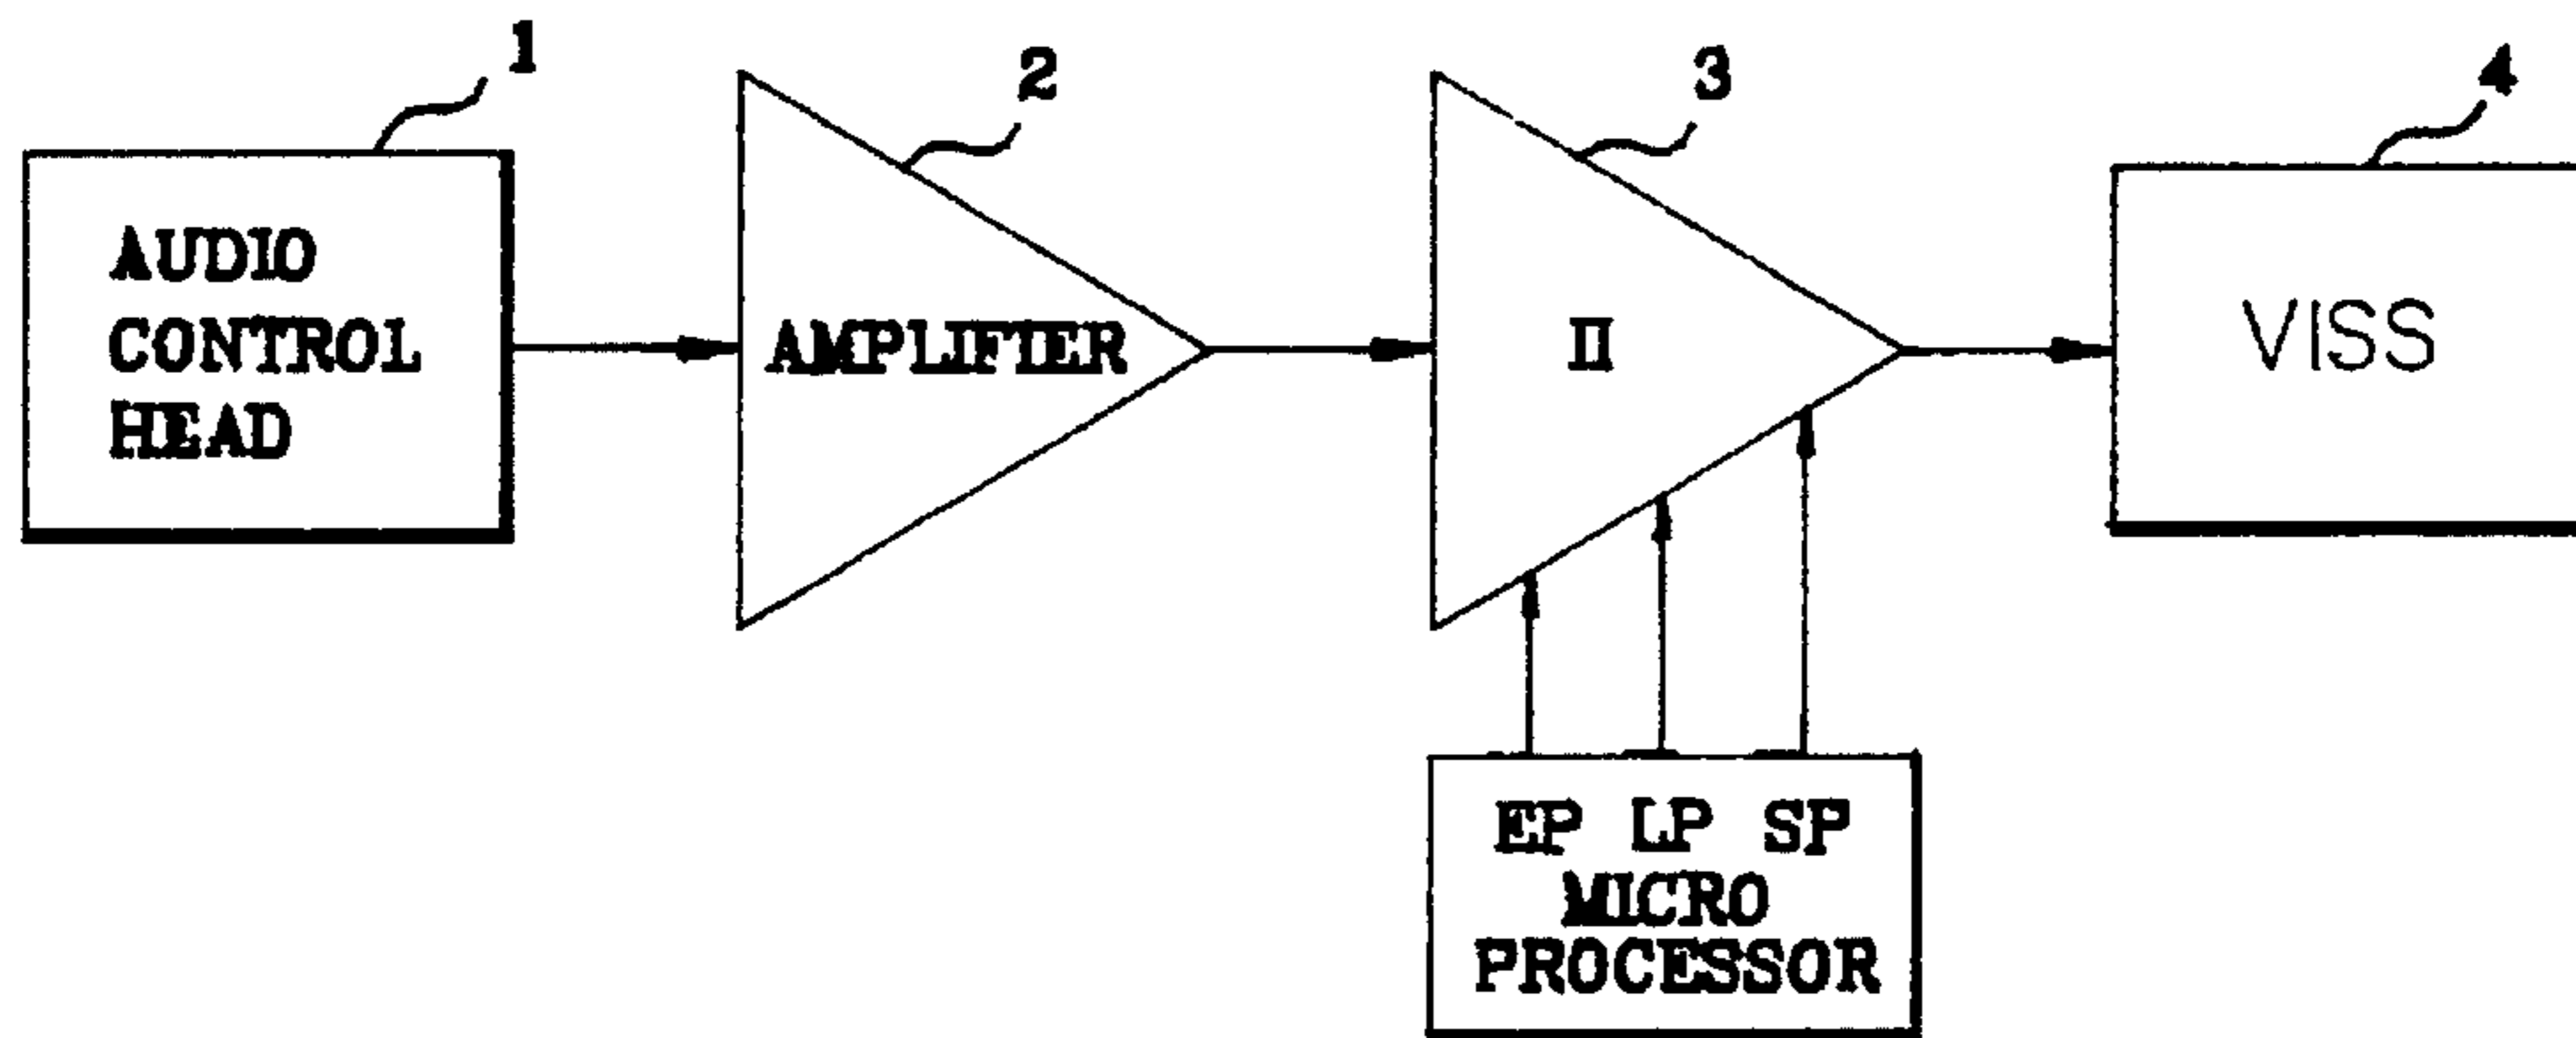 1
2
3
4
AUDIO
CONTROL
HEAD
AMPLIFIER
II
VISS
EP LP SP
MICRO
PROCESSOR